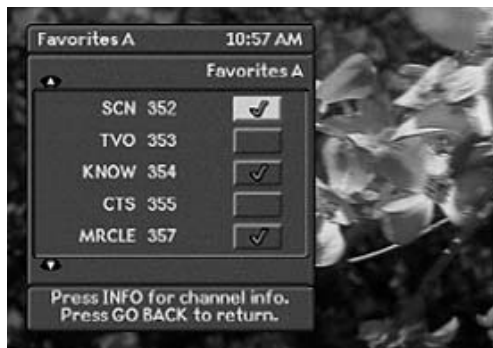 Favorites A 10:57 AM
Favorites A
SCN 352
TVO 353
KNOW 354
CTS 355
MRCLE 357
Press INFO for channel info.
Press GO BACK to return.